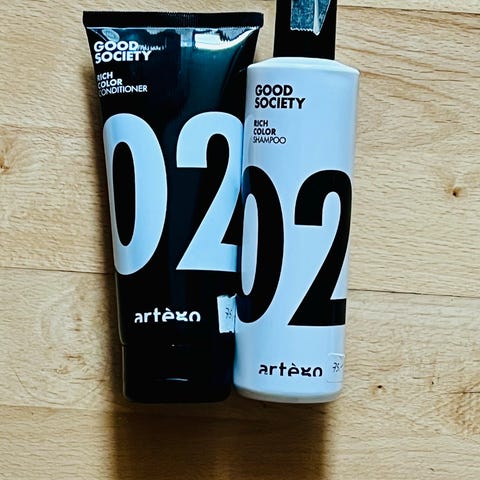 GOOD
SOCIETY
RICH
COLOR
CONDITIONER
02
artègo
GOOD
SOCIETY
RICH
COLOR
SHAMPOO
02
artègo